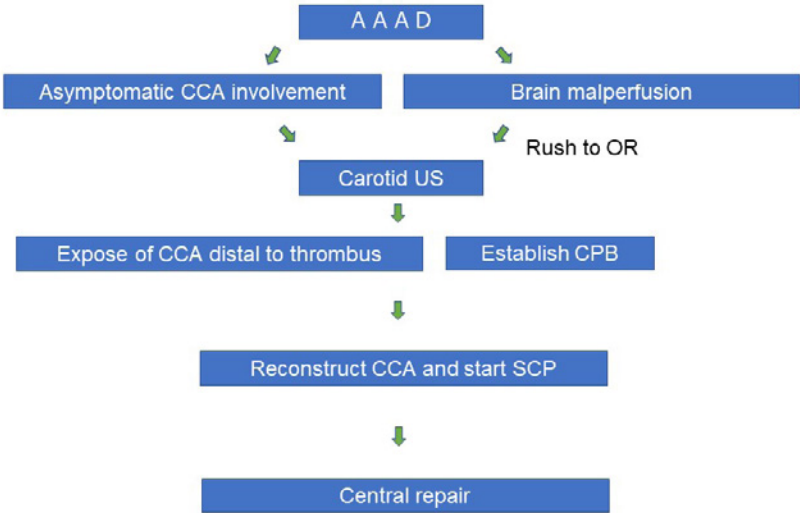 A A A D
Asymptomatic CCA involvement
Brain malperfusion
Rush to OR
Carotid US
Expose of CCA distal to thrombus
Establish CPB
Reconstruct CCA and start SCP
Central repair